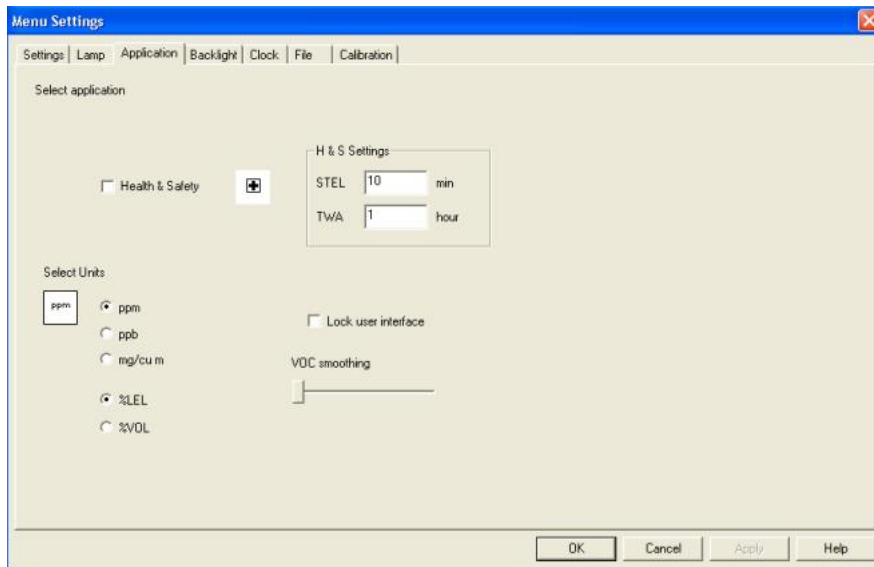 Menu Settings
Settings Lamp Application Backlight Clock File Calibration
Select application
H & S Settings
Health & Safety
STEL 10 min
TWA 1 hour
Select Units
ppm
ppm
ppb
mg/cu m
%LEL
%VOL
Lock user interface
VOC smoothing
OK Cancel Apply Help